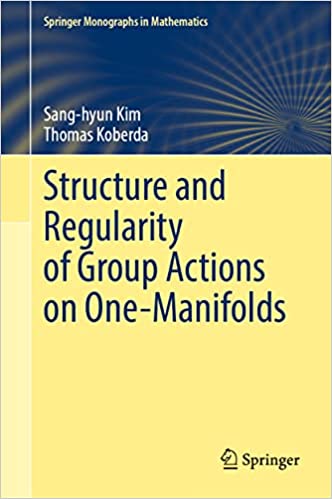 Springer Monographs in Mathematics
Sang-hyun Kim
Thomas Koberda
Structure and
Regularity
of Group Actions
on One-Manifolds
Springer